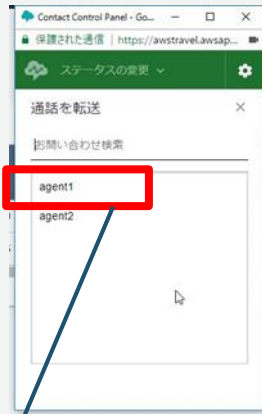 Contact Control Panel - Go...
保護された通信 | https://awstravel.awsap...
ステータスの変更
通話を転送
お問い合わせ検索
agent1
agent2